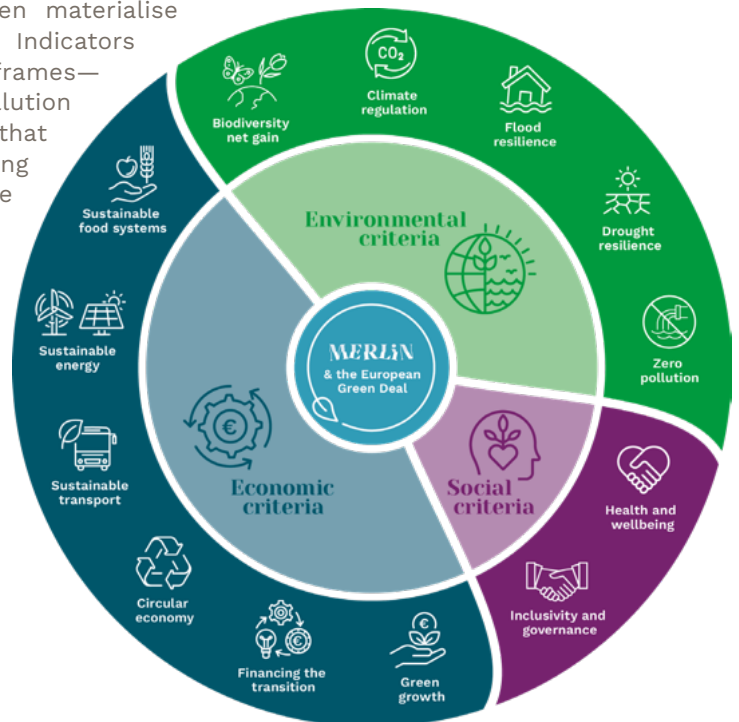 en materialise
Indicators
frames—
lution
that
ng
e
Biodiversity
net gain
CO₂
Climate
regulation
Flood
resilience
Drought
resilience
Zero
pollution
Environmental
criteria
MERLiN
& the European
Green Deal
Social
criteria
Health and
wellbeing
Inclusivity and
governance
€
Economic
criteria
Sustainable
food systems
Sustainable
energy
Sustainable
transport
Circular
economy
€
Financing the
transition
€
Green
growth